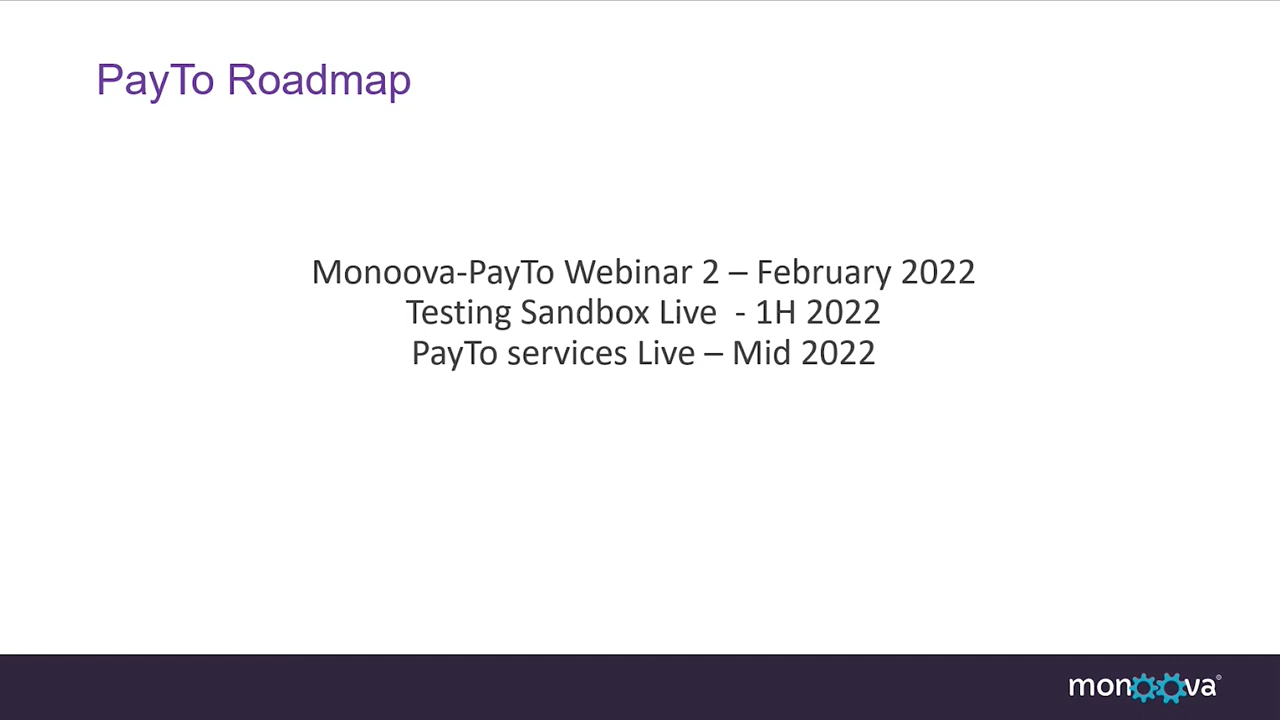 PayTo Roadmap
Monoova-PayTo Webinar 2 – February 2022
Testing Sandbox Live  - 1H 2022
PayTo services Live – Mid 2022
monoova®